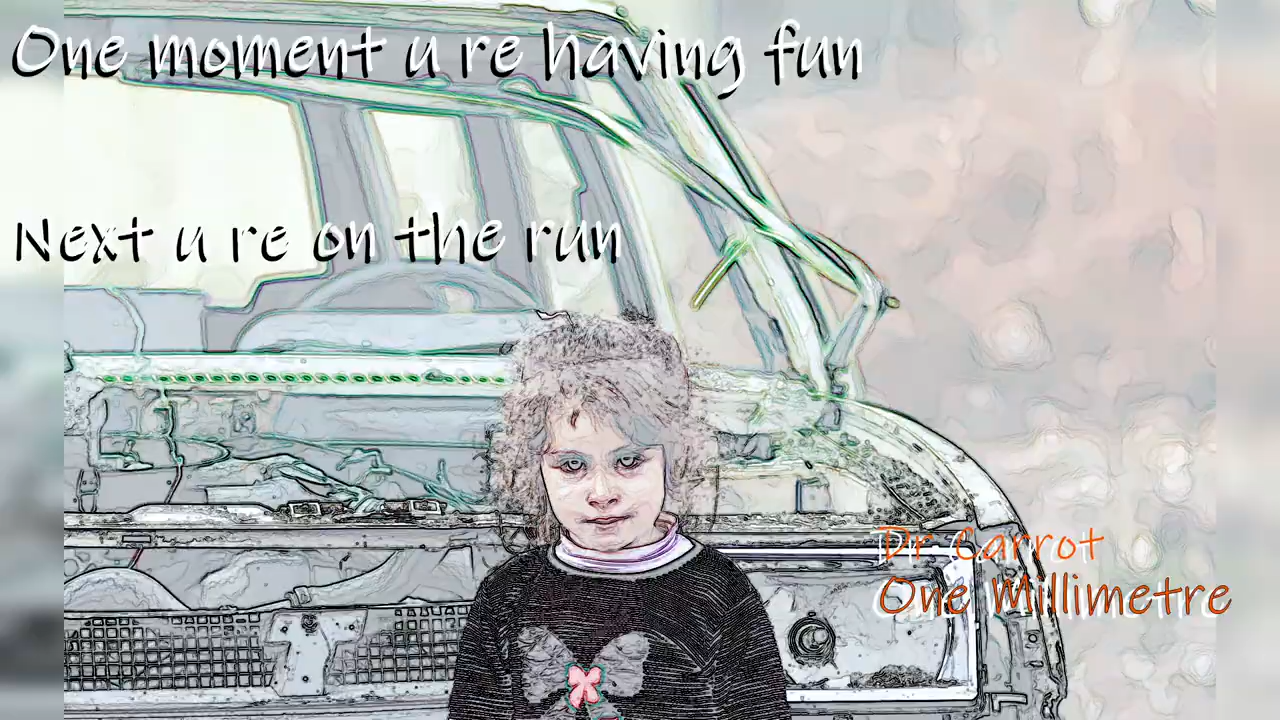 One moment u re having fun
Next u re on the run
Dr Carrot
One Millimetre